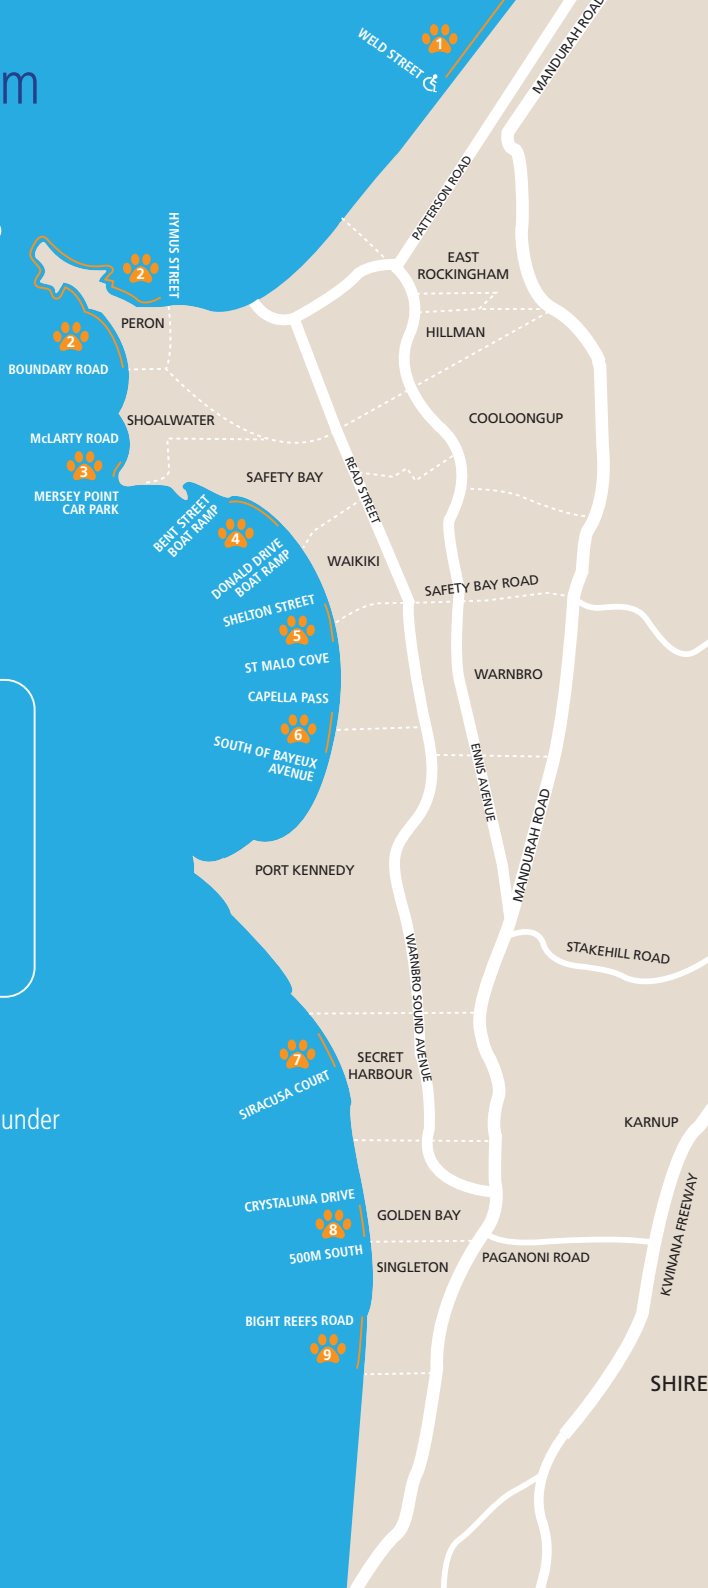 1
WELD STREET
MANDURAH ROAD
m
PATTERSON ROAD
HYMUS STREET
EAST
ROCKINGHAM
2
PERON
HILLMAN
2
BOUNDARY ROAD
SHOALWATER
COOLOONGUP
McLARTY ROAD
3
MERSEY POINT
CAR PARK
SAFETY BAY
READ STREET
BENT STREET
BOAT RAMP
4
DONALD DRIVE
BOAT RAMP
WAIKIKI
SAFETY BAY ROAD
SHELTON STREET
5
ST MALO COVE
WARNBRO
CAPELLA PASS
6
SOUTH OF BAYEUX
AVENUE
ENNIS AVENUE
MANDURAH ROAD
PORT KENNEDY
STAKEHILL ROAD
WARNBRO SOUND AVENUE
7
SIRACUSA COURT
SECRET
HARBOUR
under
KARNUP
CRYSTALUNA DRIVE
8
500M SOUTH
GOLDEN BAY
KWINANA FREEWAY
PAGANONI ROAD
SINGLETON
BIGHT REEFS ROAD
9
SHIRE